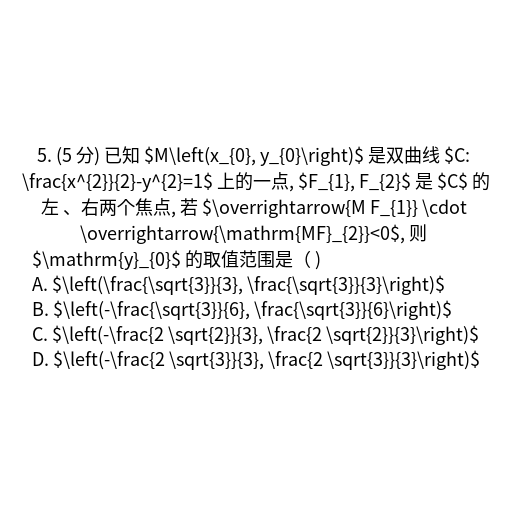 5. (5 分) 已知 $M\left(x_{0}, y_{0}\right)$ 是双曲线 $C:
\frac{x^{2}}{2}-y^{2}=1$ 上的一点, $F_{1}, F_{2}$ 是 $C$ 的
左 、右两个焦点, 若 $\overrightarrow{M F_{1}} \cdot
\overrightarrow{\mathrm{MF}_{2}}<0$, 则
$\mathrm{y}_{0}$ 的取值范围是（ )
A. $\left(\frac{\sqrt{3}}{3}, \frac{\sqrt{3}}{3}\right)$
B. $\left(-\frac{\sqrt{3}}{6}, \frac{\sqrt{3}}{6}\right)$
C. $\left(-\frac{2 \sqrt{2}}{3}, \frac{2 \sqrt{2}}{3}\right)$
D. $\left(-\frac{2 \sqrt{3}}{3}, \frac{2 \sqrt{3}}{3}\right)$